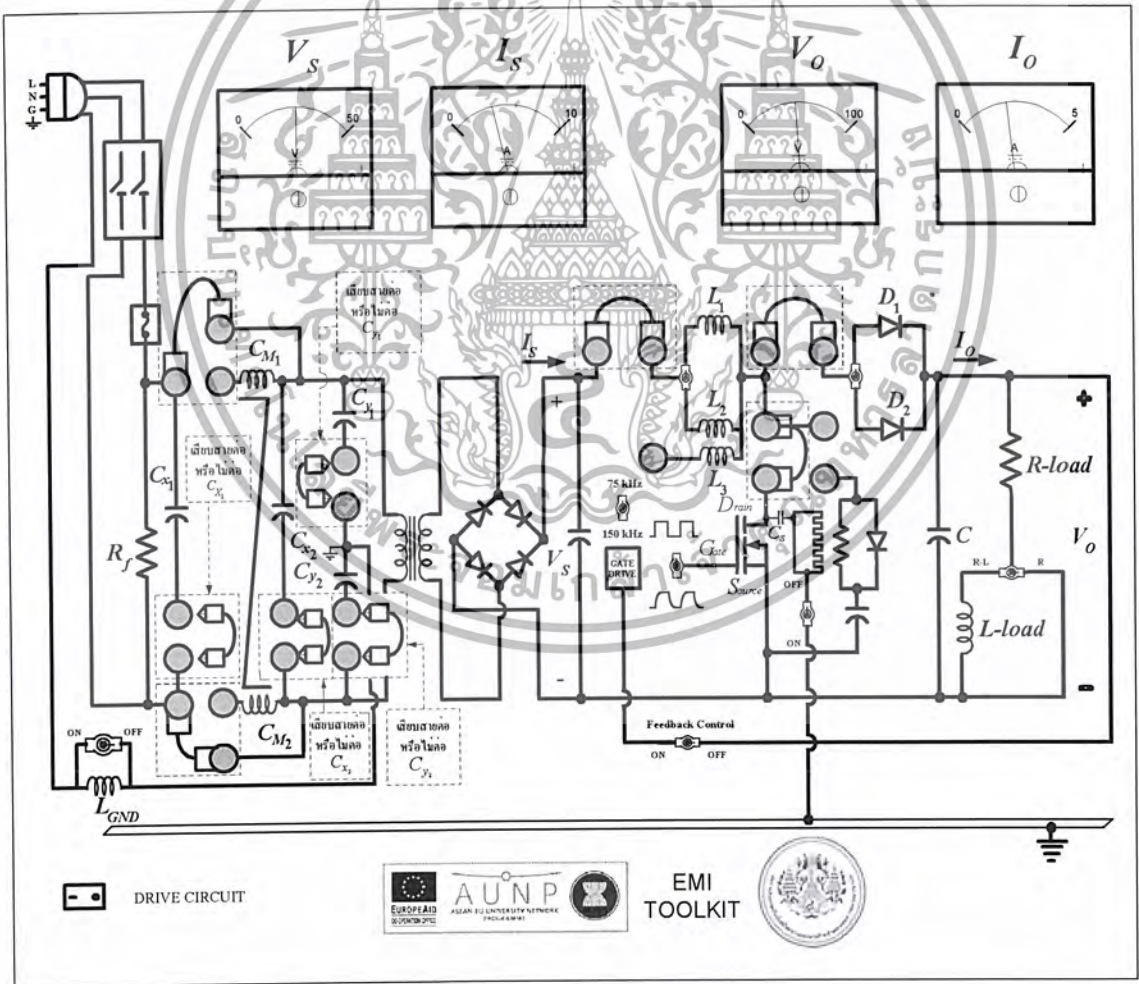 V_S
I_S
V_O
I_O
L
N
G
0 50
V
0 10
A
0 100
V
0 5
A
เสียบสายต่อ
หรือไม่ต่อ
C_y1
C_M1
C_y1
เสียบสายต่อ
หรือไม่ต่อ
C_X1
C_x1
R_f
C_x2
C_y2
I_S
+
V_S
-
L_1
L_2
L_3
D_1
D_2
I_O
75 kHz
150 kHz
GATE
DRIVE
Drain
Gate
Source
C_s
OFF
ON
C
R-load
+
V_O
R-L
R
L-load
-
C_M2
เสียบสายต่อ
หรือไม่ต่อ
C_x2
เสียบสายต่อ
หรือไม่ต่อ
C_y2
ON
OFF
L_GND
Feedback Control
ON
OFF
DRIVE CIRCUIT
EUROPEAID
CO-OPERATION OFFICE
AUNP
ASEAN-EU UNIVERSITY NETWORK
PROGRAMME
EMI
TOOLKIT